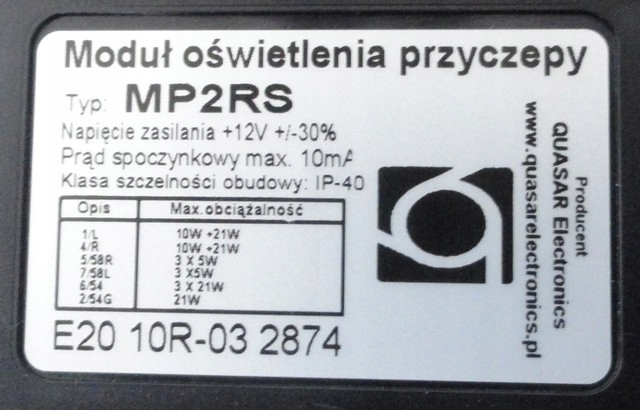 Moduł oświetlenia przyczepy
Typ: MP2RS
Napięcie zasilania +12V +/-30%
Prąd spoczynkowy max. 10mA
Klasa szczelności obudowy: IP-40
Opis Max.obciążalność
1/L 10W +21W
4/R 10W +21W
5/58R 3 X 5W
7/58L 3 X5W
6/54 3 X 21W
2/54G 21W
E20 10R-03 2874
Producent
QUASAR Electronics
www.quasarelectronics.pl